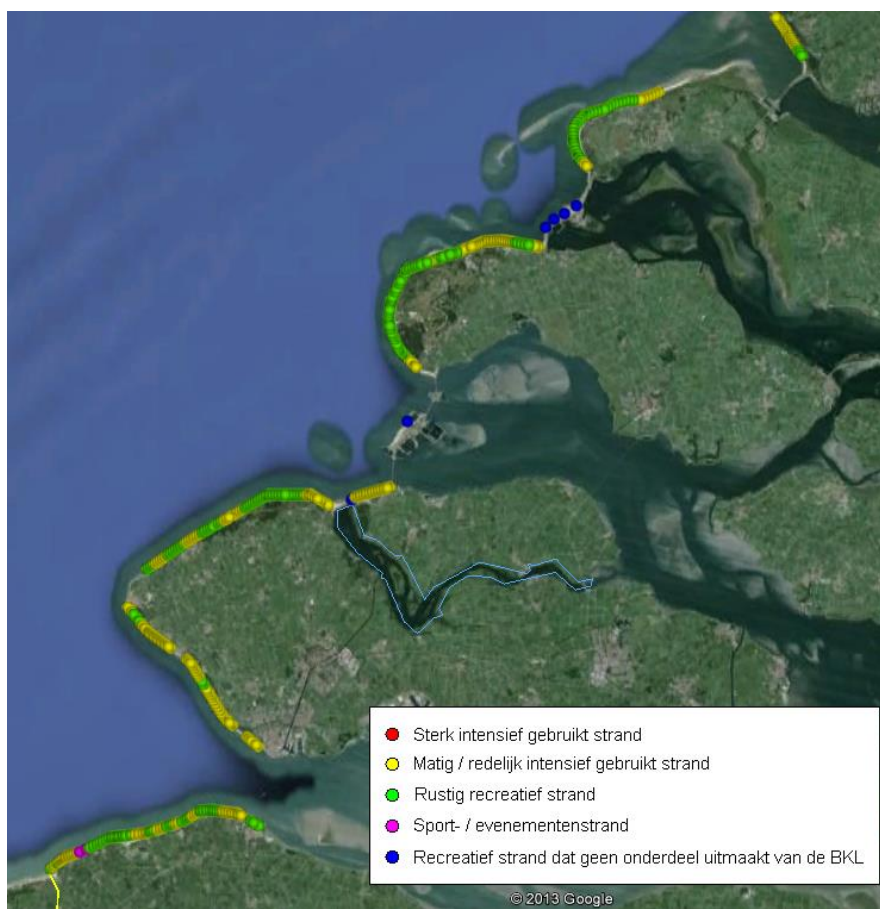 Sterk intensief gebruikt strand
Matig / redelijk intensief gebruikt strand
Rustig recreatief strand
Sport- / evenementenstrand
Recreatief strand dat geen onderdeel uitmaakt van de BKL
© 2013 Google